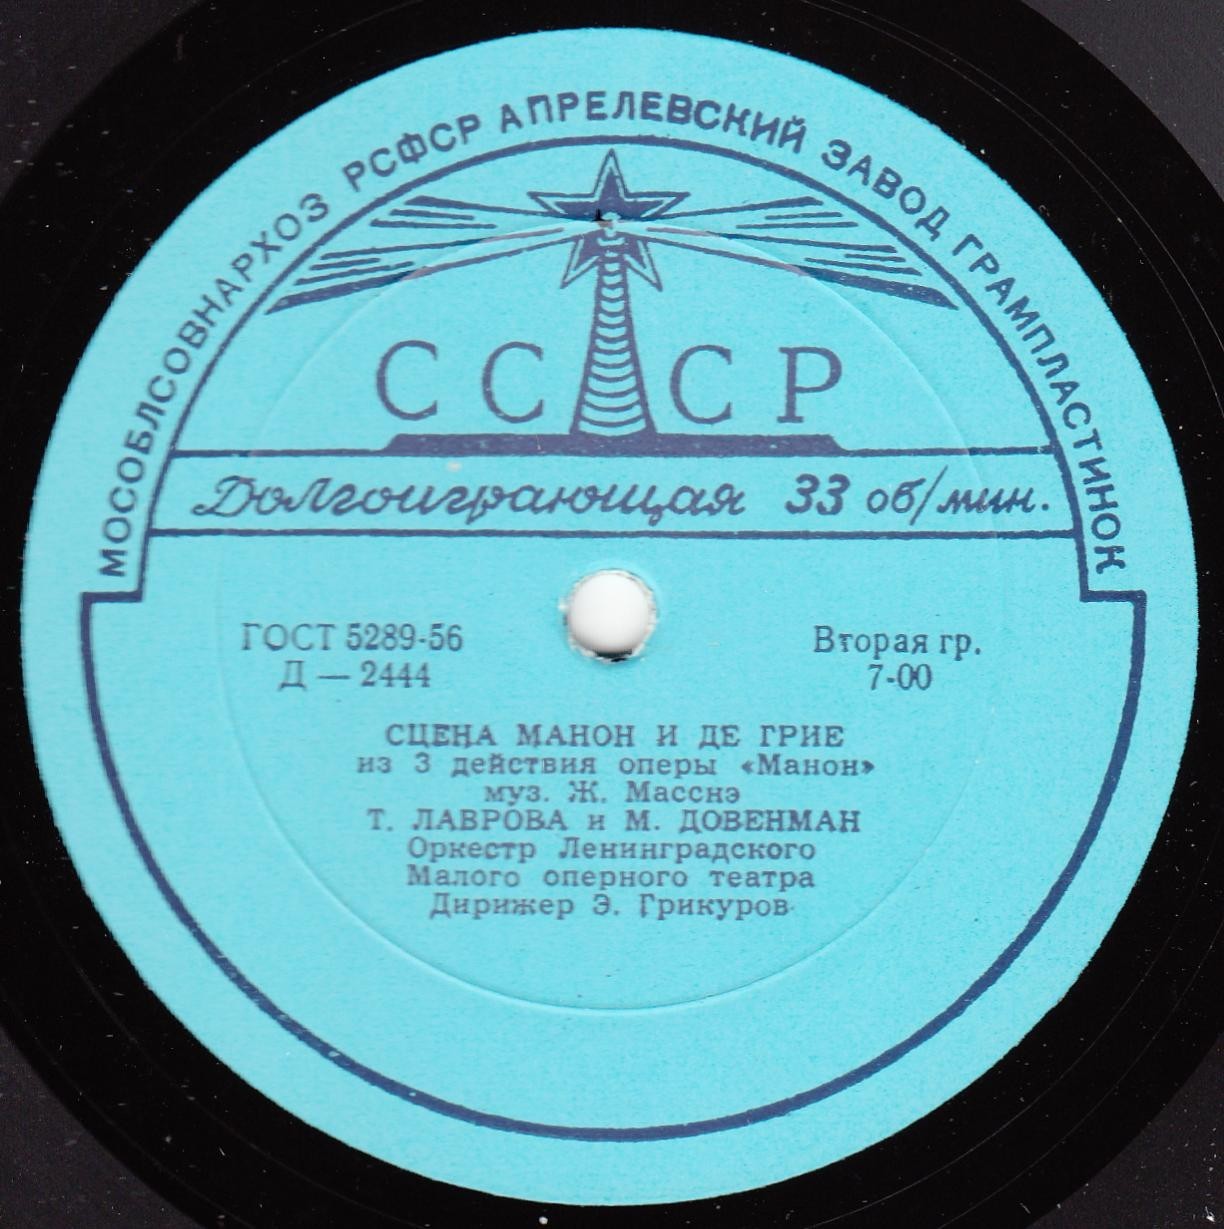 МОСОБЛСОВНАРХОЗ РСФСР АПРЕЛЕВСКИЙ ЗАВОД ГРАМПЛАСТИНОК
СССР
Долгоиграющая 33 об/мин.
ГОСТ 5289-56
Д — 2444
Вторая гр.
7-00
СЦЕНА МАНОН И ДЕ ГРИЕ
из 3 действия оперы «Манон»
муз. Ж. Масснэ
Т. ЛАВРОВА и М. ДОВЕНМАН
Оркестр Ленинградского
Малого оперного театра
Дирижер Э. Грикуров